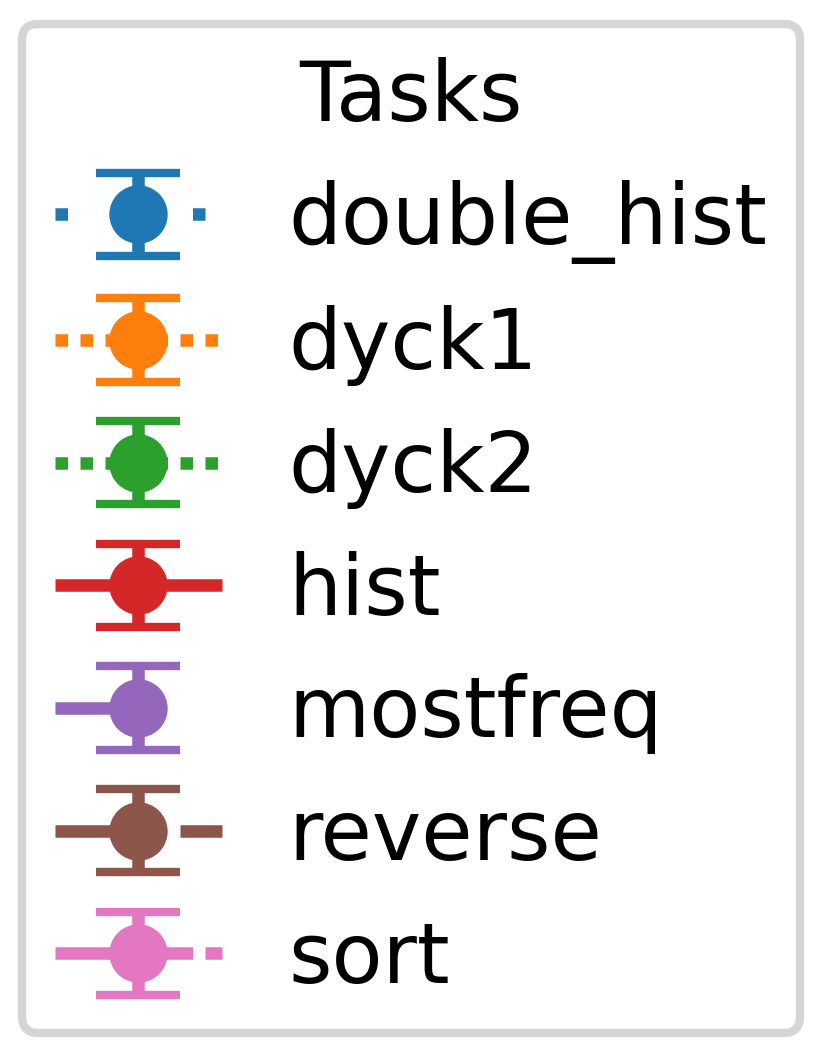 Tasks
double_hist
dyck1
dyck2
hist
mostfreq
reverse
sort